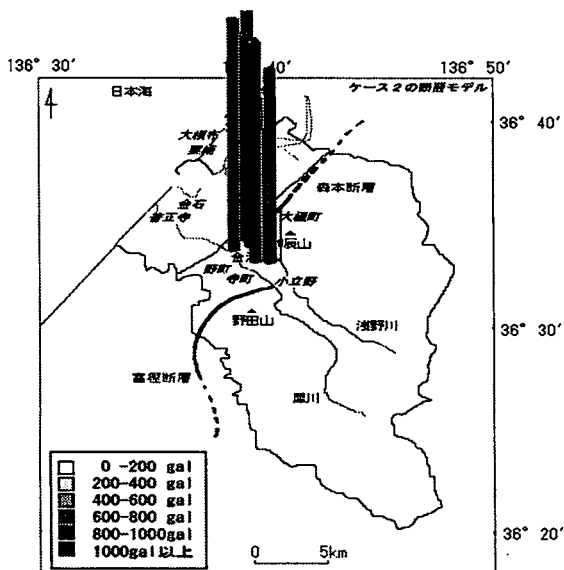 136° 30'
136° 50'
日本海
ケース2の断層モデル
36° 40'
大根布
粟崎
森本断層
金石
普正寺
大樋町
野町
寺町
小立野
野田山
浅野川
36° 30'
富樫断層
犀川
0 -200 gal
200-400 gal
400-600 gal
600-800 gal
800-1000gal
1000gal以上
0 5km
36° 20'